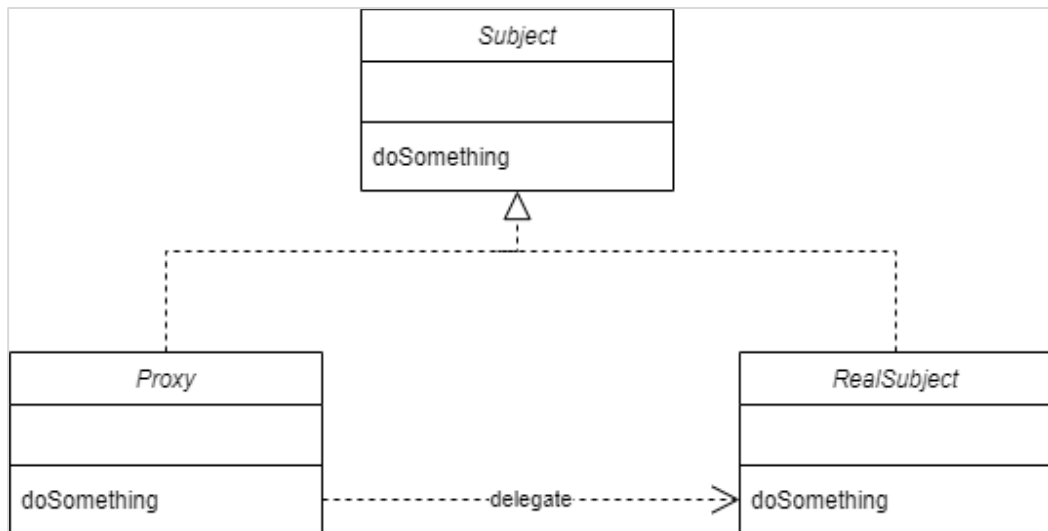 Subject
doSomething
Proxy
RealSubject
doSomething
delegate
doSomething